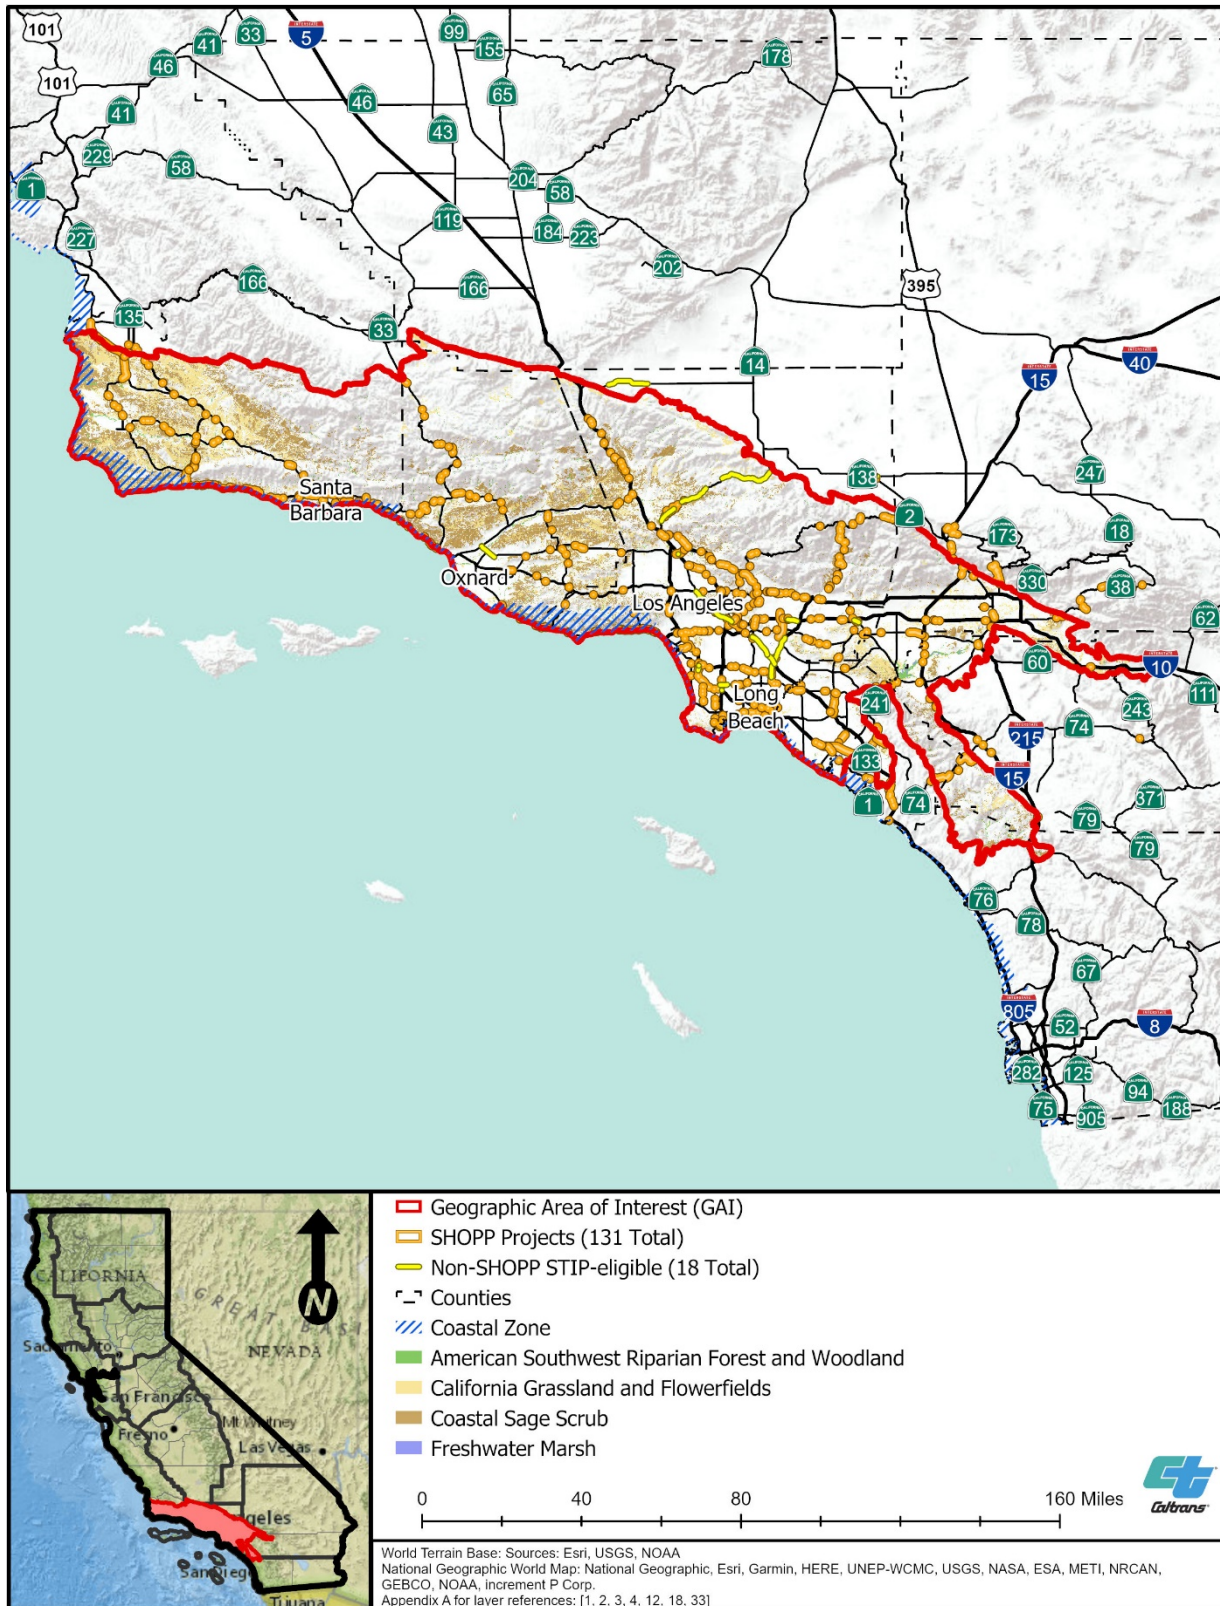 101
41
33
5
99
155
178
46
101
65
46
41
43
229
58
1
204
58
119
184
223
227
202
166
166
395
135
33
14
15
40
247
138
2
18
173
Santa
Barbara
330
38
Oxnard
Los Angeles
62
60
10
111
Long
Beach
241
243
74
215
133
15
1
74
371
79
79
76
78
67
805
52
8
282
125
94
75
905
188
CALIFORNIA
GREAT BASI
NEVADA
Sacramento
San Francisco
Mt Whitney
Fresno
Las Vegas
geles
San Diego
Tijuana
N
Geographic Area of Interest (GAI)
SHOPP Projects (131 Total)
Non-SHOPP STIP-eligible (18 Total)
Counties
Coastal Zone
American Southwest Riparian Forest and Woodland
California Grassland and Flowerfields
Coastal Sage Scrub
Freshwater Marsh
0 40 80 160 Miles
Caltrans
World Terrain Base: Sources: Esri, USGS, NOAA
National Geographic World Map: National Geographic, Esri, Garmin, HERE, UNEP-WCMC, USGS, NASA, ESA, METI, NRCAN,
GEBCO, NOAA, increment P Corp.
Appendix A for layer references: [1, 2, 3, 4, 12, 18, 33]